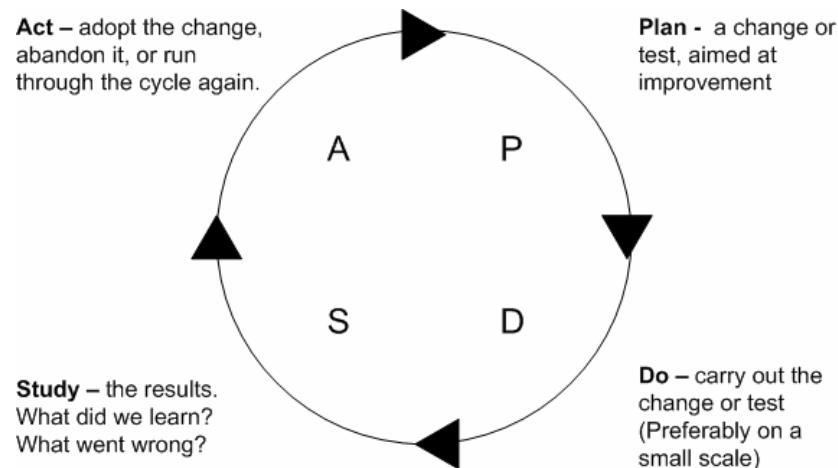 Act – adopt the change,
abandon it, or run
through the cycle again.
Plan - a change or
test, aimed at
improvement
A
P
S
D
Study – the results.
What did we learn?
What went wrong?
Do – carry out the
change or test
(Preferably on a
small scale)